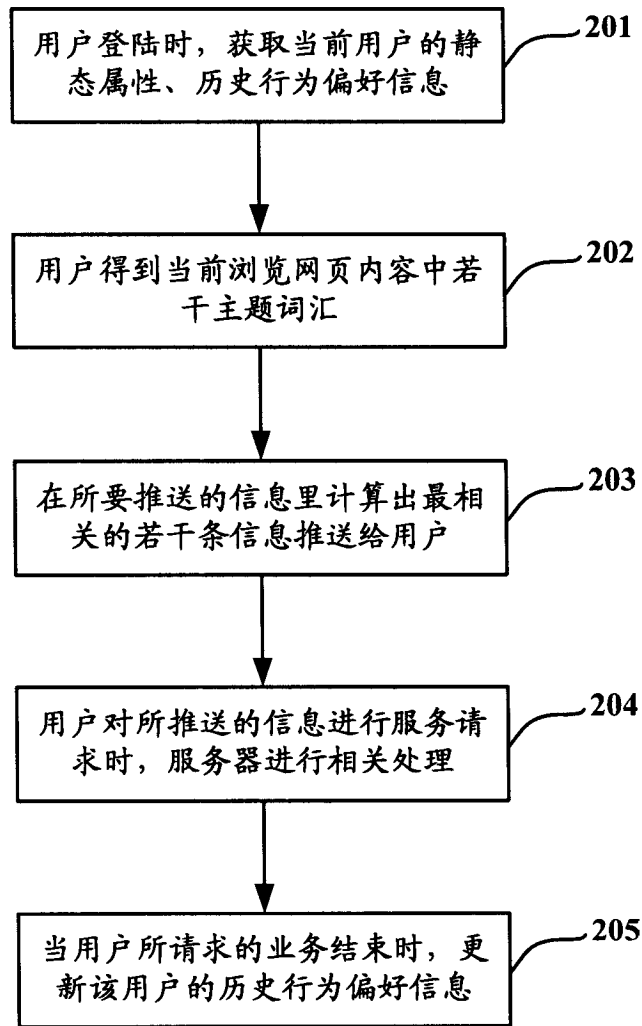 用户登陆时，获取当前用户的静
态属性、历史行为偏好信息
201
用户得到当前浏览网页内容中若
干主题词汇
202
在所要推送的信息里计算出最相
关的若干条信息推送给用户
203
用户对所推送的信息进行服务请
求时，服务器进行相关处理
204
当用户所请求的业务结束时，更
新该用户的历史行为偏好信息
205